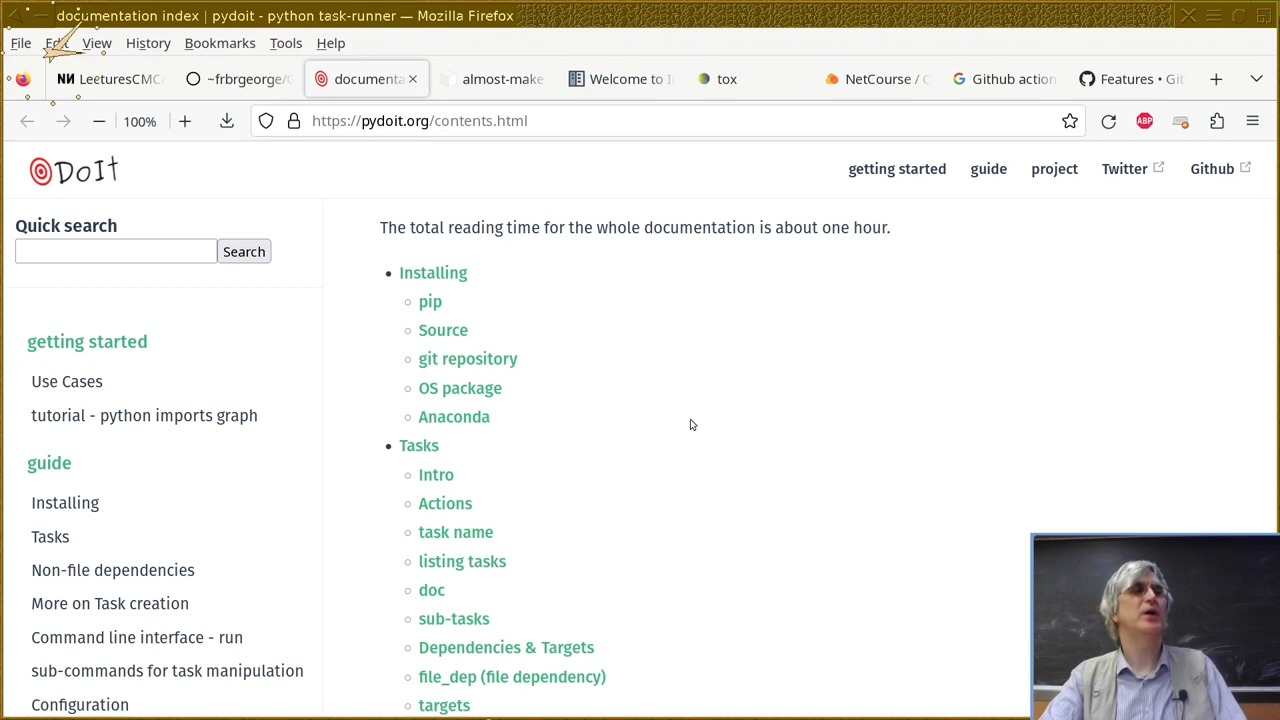 documentation index | pydoit - python task-runner — Mozilla Firefox
File Edit View History Bookmarks Tools Help
LecturesCMC ~frbrgeorge/ documenta almost-make Welcome to I tox NetCourse / C Github action Features • Git
100% https://pydoit.org/contents.html ABP
DoIt getting started guide project Twitter Github
Quick search
Search
getting started
Use Cases
tutorial - python imports graph
guide
Installing
Tasks
Non-file dependencies
More on Task creation
Command line interface - run
sub-commands for task manipulation
Configuration
The total reading time for the whole documentation is about one hour.
Installing
pip
Source
git repository
OS package
Anaconda
Tasks
Intro
Actions
task name
listing tasks
doc
sub-tasks
Dependencies & Targets
file_dep (file dependency)
targets